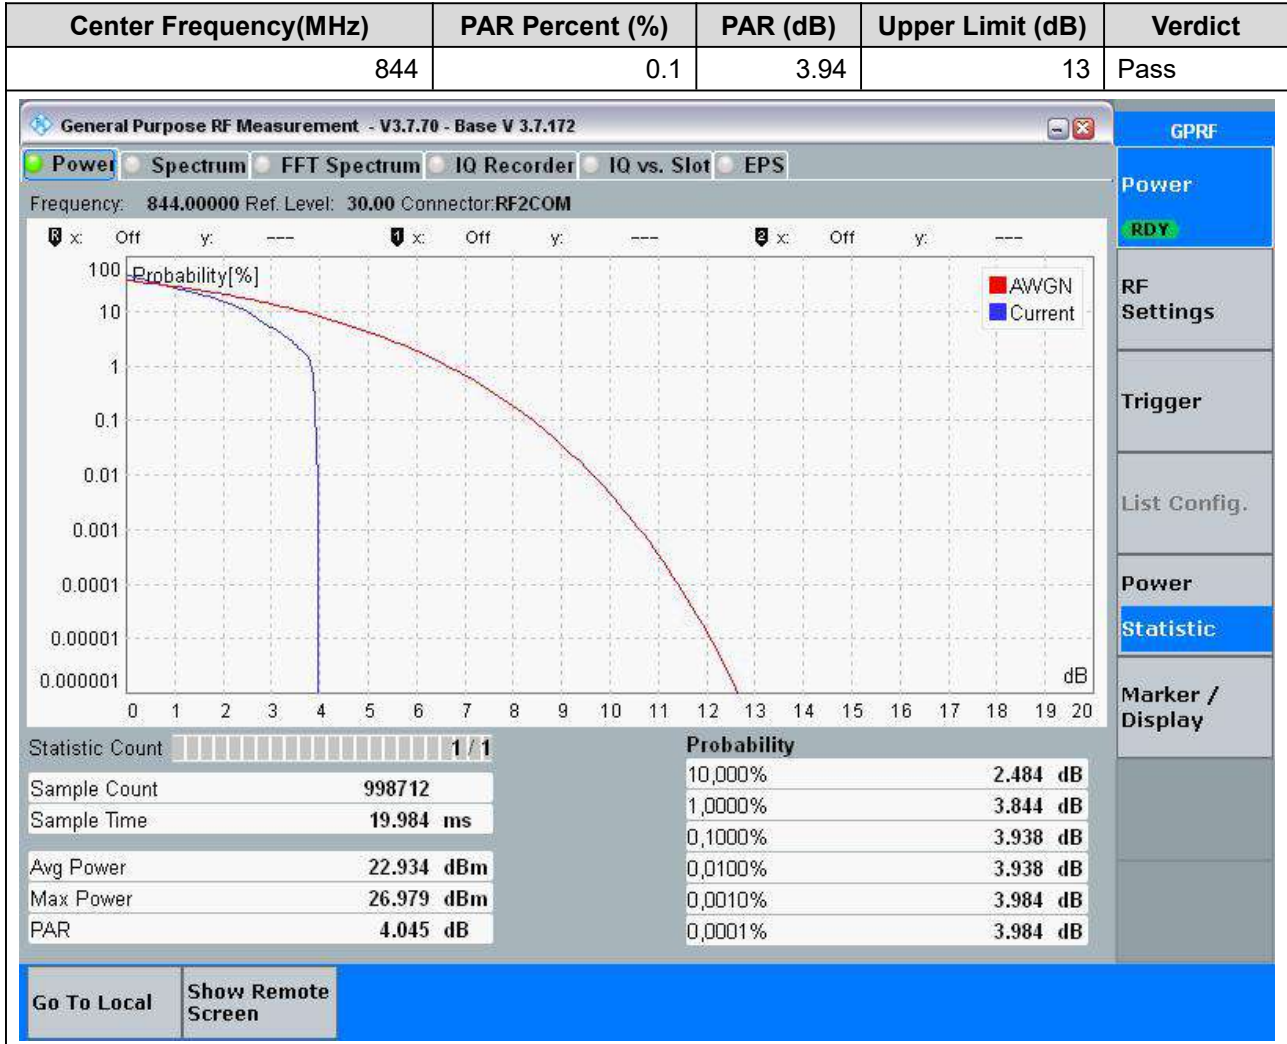 Center Frequency(MHz) PAR Percent (%) PAR (dB) Upper Limit (dB) Verdict
844 0.1 3.94 13 Pass
General Purpose RF Measurement - V3.7.70 - Base V 3.7.172
GPRF
Power Spectrum FFT Spectrum IQ Recorder IQ vs. Slot EPS
Frequency: 844.00000 Ref. Level: 30.00 Connector:RF2COM
R x: Off y: --- 1 x: Off y: --- 2 x: Off y: ---
Probability[%]
100
10
1
0.1
0.01
0.001
0.0001
0.00001
0.000001
AWGN
Current
dB
0 1 2 3 4 5 6 7 8 9 10 11 12 13 14 15 16 17 18 19 20
Statistic Count 1 / 1
Sample Count 998712
Sample Time 19.984 ms
Avg Power 22.934 dBm
Max Power 26.979 dBm
PAR 4.045 dB
Probability
10,000% 2.484 dB
1,0000% 3.844 dB
0,1000% 3.938 dB
0,0100% 3.938 dB
0,0010% 3.984 dB
0,0001% 3.984 dB
Power
RDY
RF
Settings
Trigger
List Config.
Power
Statistic
Marker /
Display
Go To Local
Show Remote
Screen